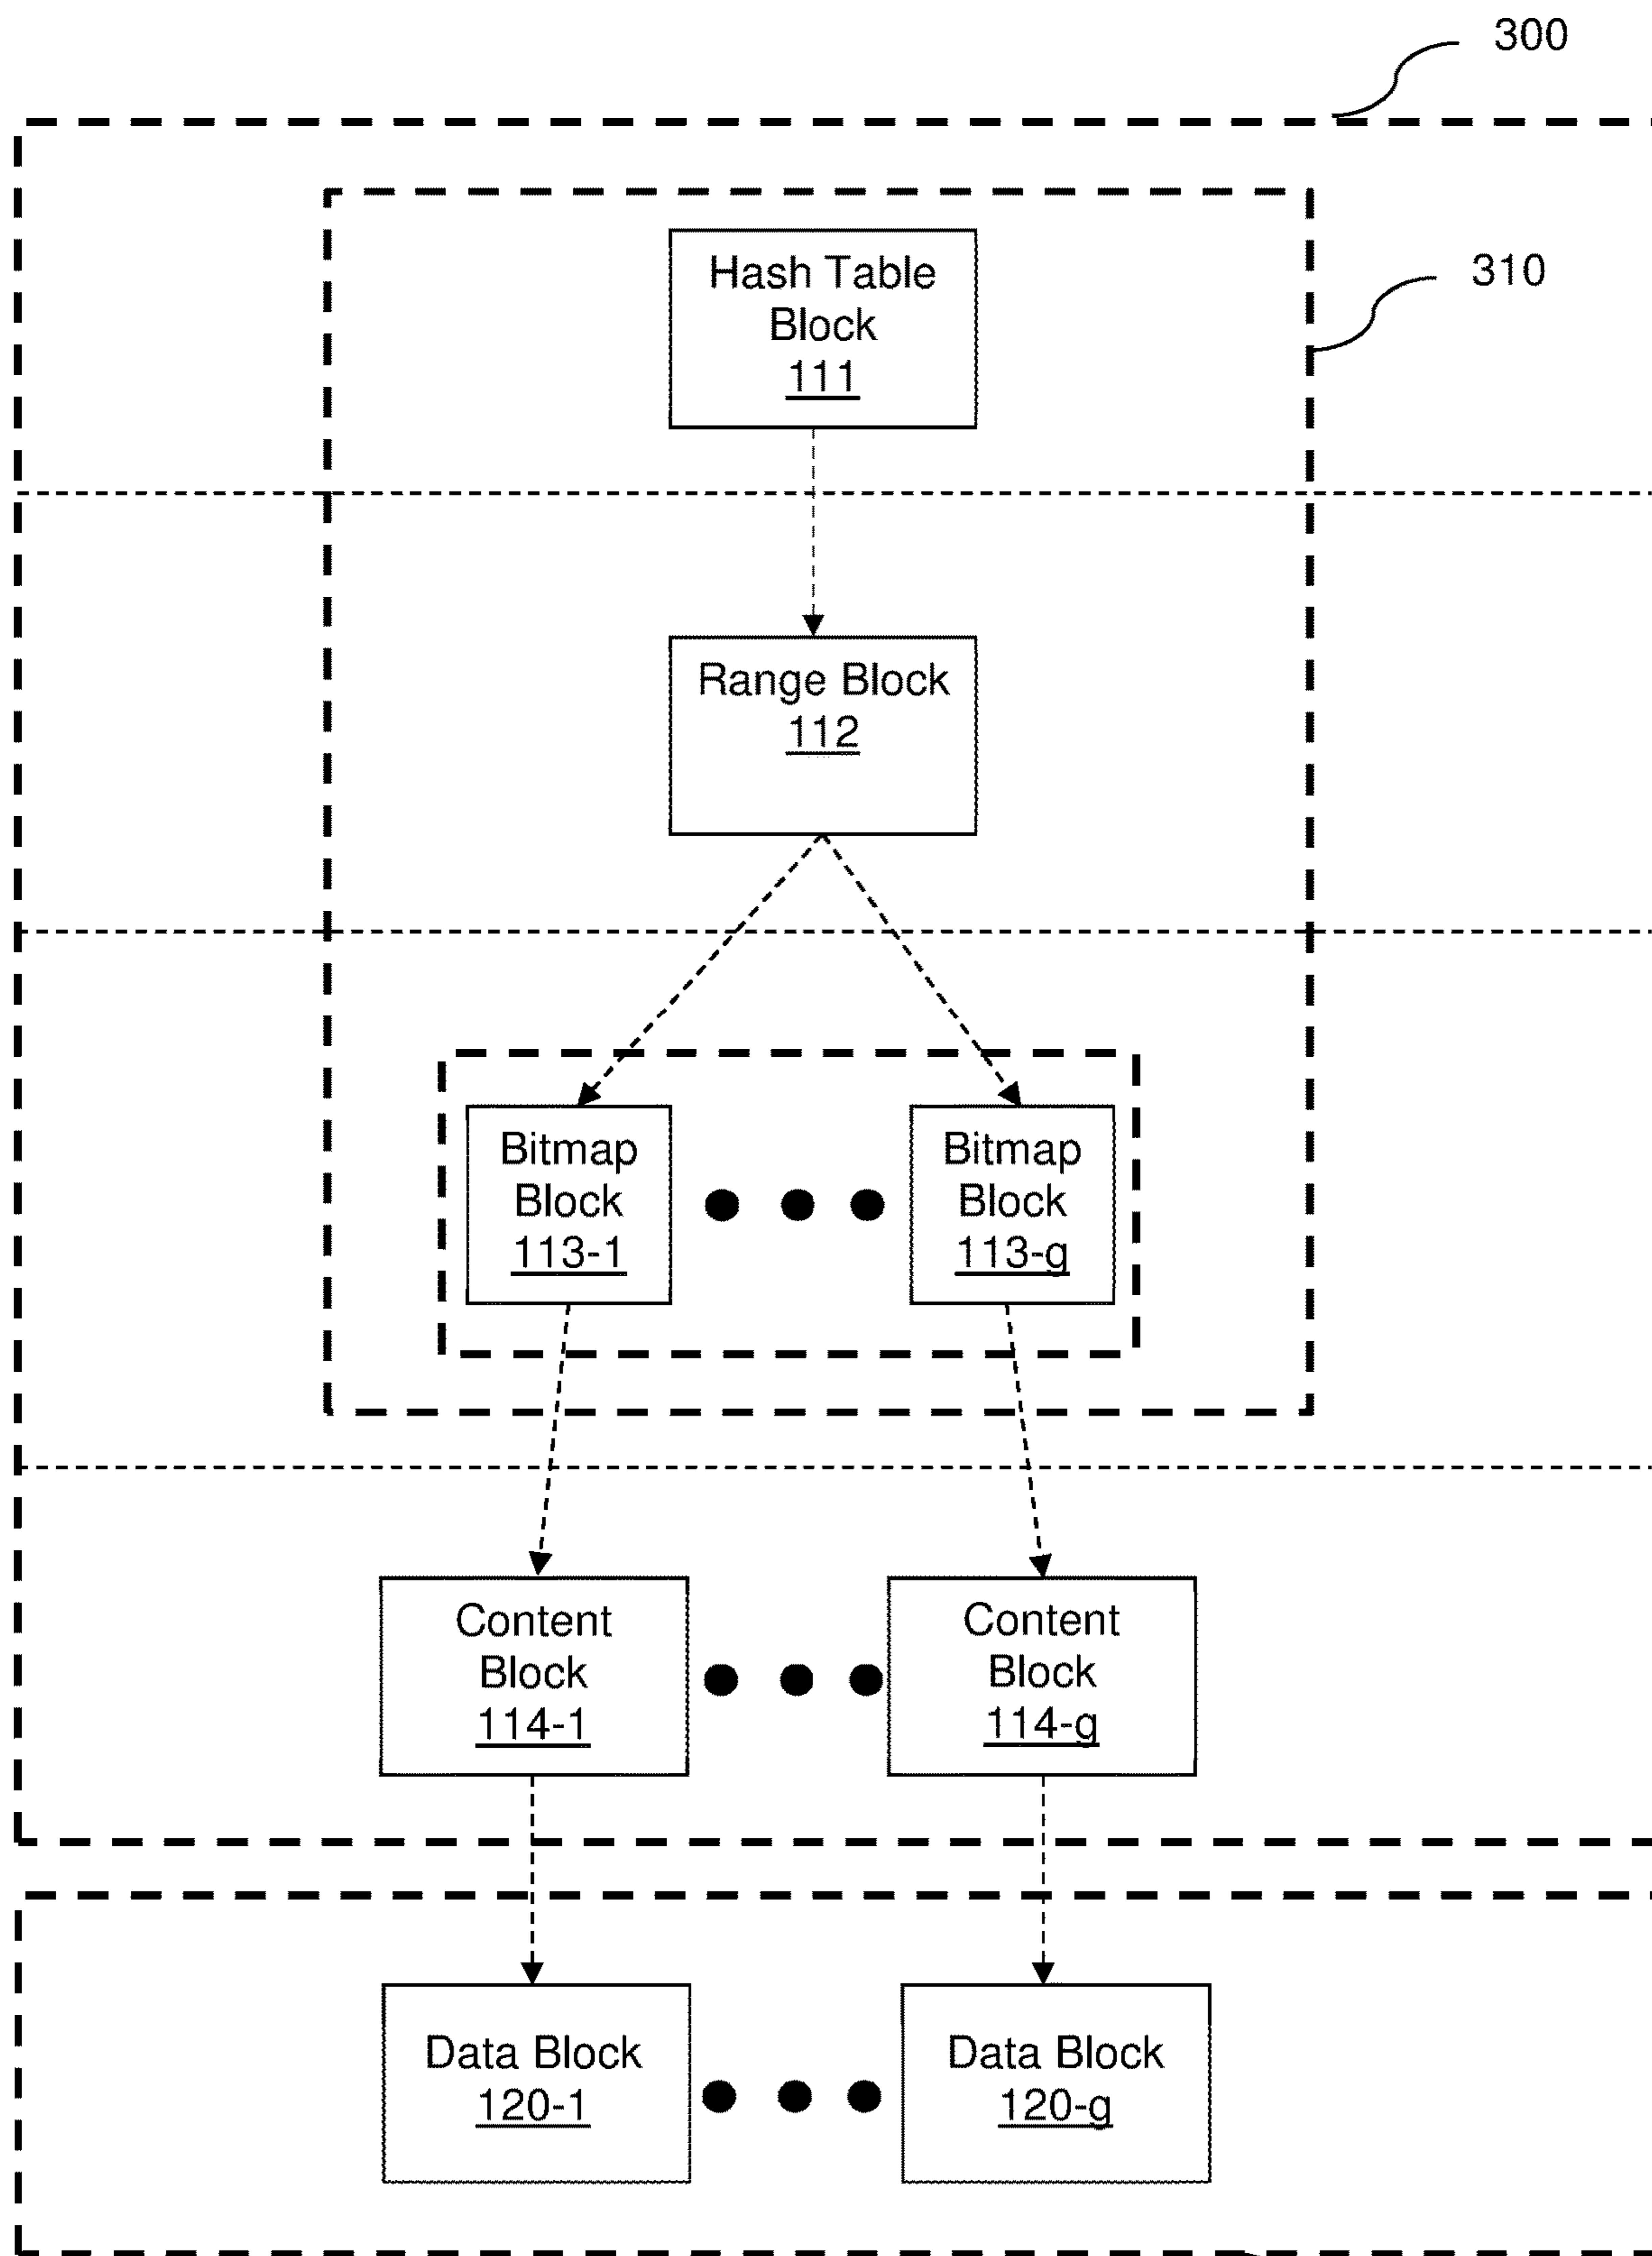 300
310
Hash Table
Block
111
Range Block
112
Bitmap
Block
113-1
Bitmap
Block
113-g
Content
Block
114-1
Content
Block
114-g
Data Block
120-1
Data Block
120-g